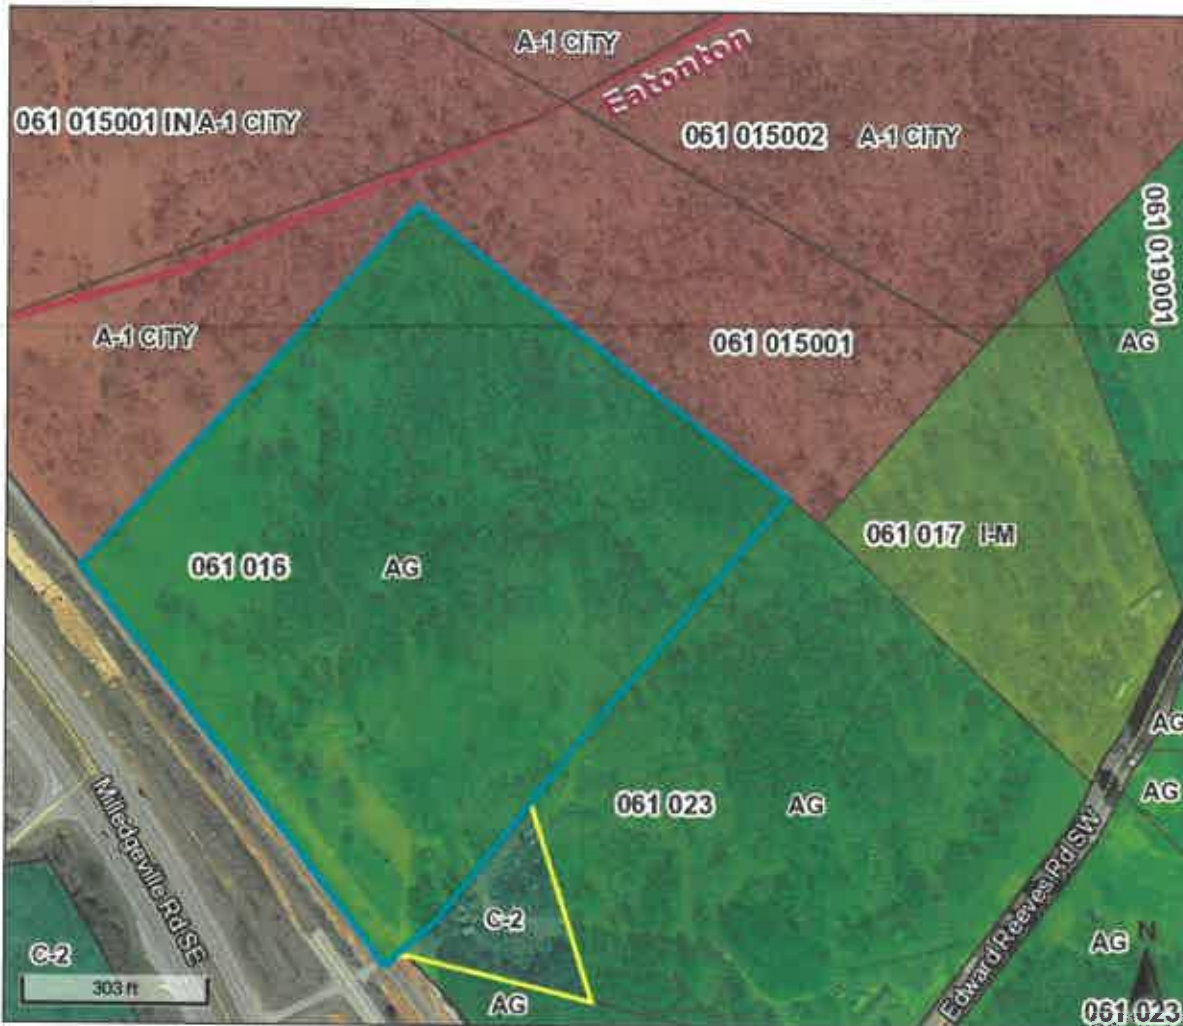 A-1 CITY
Eatonton
061 015001 IN A-1 CITY
061 015002 A-1 CITY
061 019001
A-1 CITY
061 015001
AG
061 017 I-M
061 016 AG
AG
061 023 AG
AG
Milledgeville Rd SE
Edward Reeves Rd SW
C-2
C-2
AG N
303 ft
AG
061 023